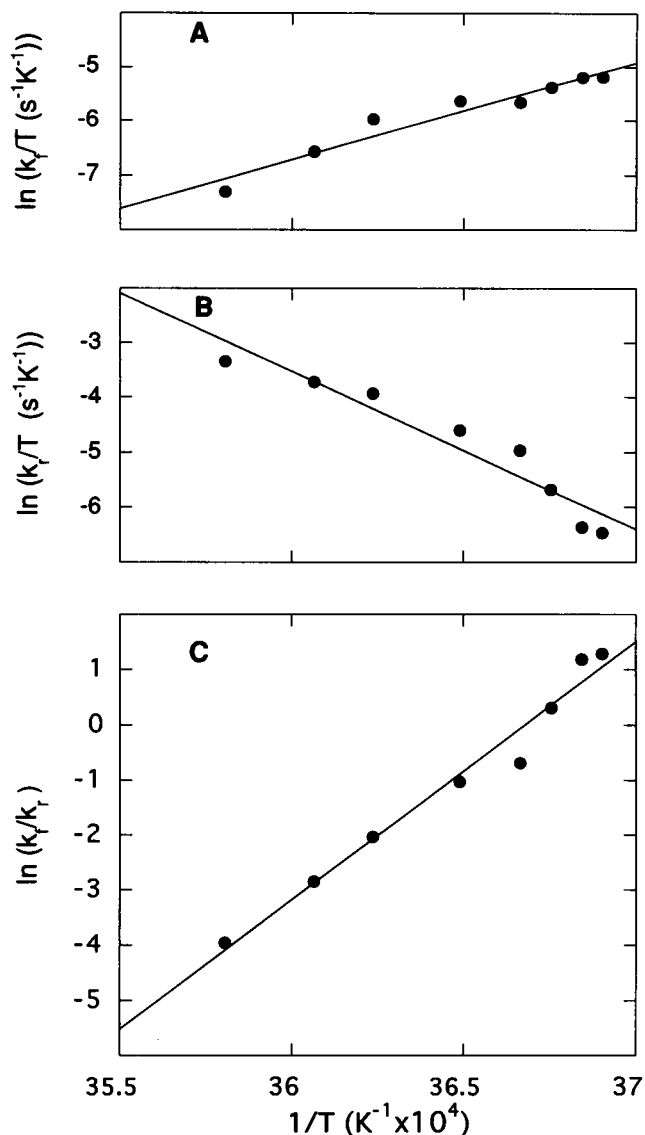 A
-5
-6
-7
ln (k_f/T (s⁻¹K⁻¹))
B
-3
-4
-5
-6
ln (k_r/T (s⁻¹K⁻¹))
C
1
0
-1
-2
-3
-4
-5
ln (k_f/k_r)
35.5 36 36.5 37
1/T (K⁻¹x10⁴)